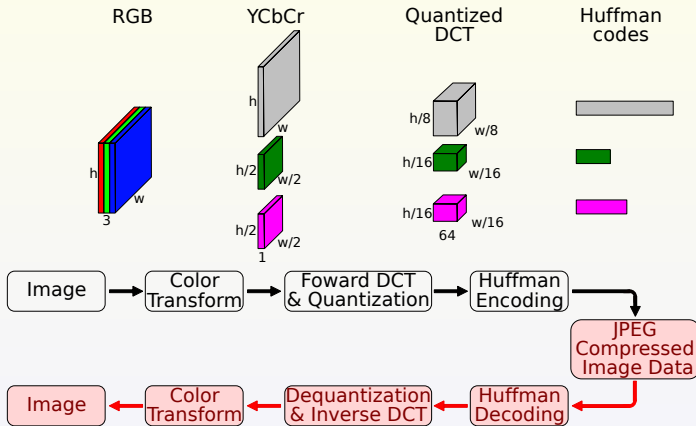 RGB
YCbCr
Quantized
DCT
Huffman
codes
h
w
3
h
w
h/2
w/2
h/2
w/2
1
h/8
w/8
h/16
w/16
h/16
w/16
64
Image
Color
Transform
Foward DCT
& Quantization
Huffman
Encoding
JPEG
Compressed
Image Data
Image
Color
Transform
Dequantization
& Inverse DCT
Huffman
Decoding